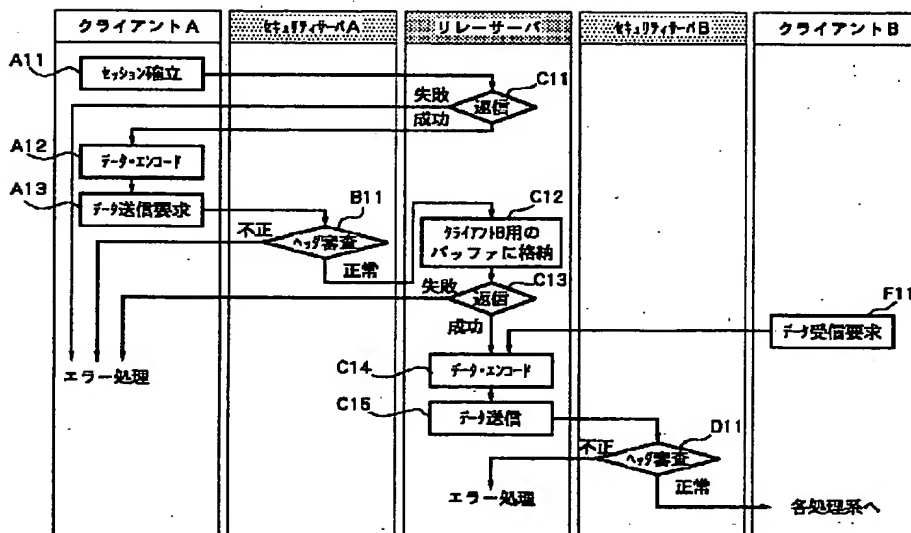 クライアントA
セキュリティサーバA
リレーサーバ
セキュリティサーバB
クライアントB
A11
セッション確立
C11
失敗
返信
成功
A12
データ・エンコード
A13
データ送信要求
B11
不正
ヘッダ審査
正常
C12
クライアントB用の
バッファに格納
C13
失敗
返信
成功
F11
データ受信要求
エラー処理
C14
データ・エンコード
C15
データ送信
D11
不正
ヘッダ審査
正常
エラー処理
各処理系へ